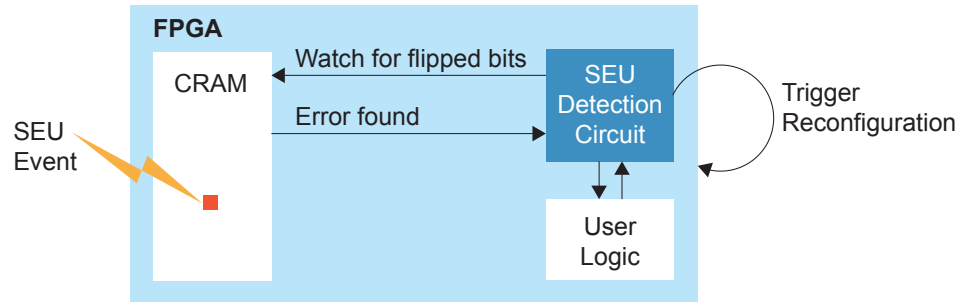 FPGA
CRAM
Watch for flipped bits
Error found
SEU
Detection
Circuit
Trigger
Reconfiguration
SEU
Event
User
Logic